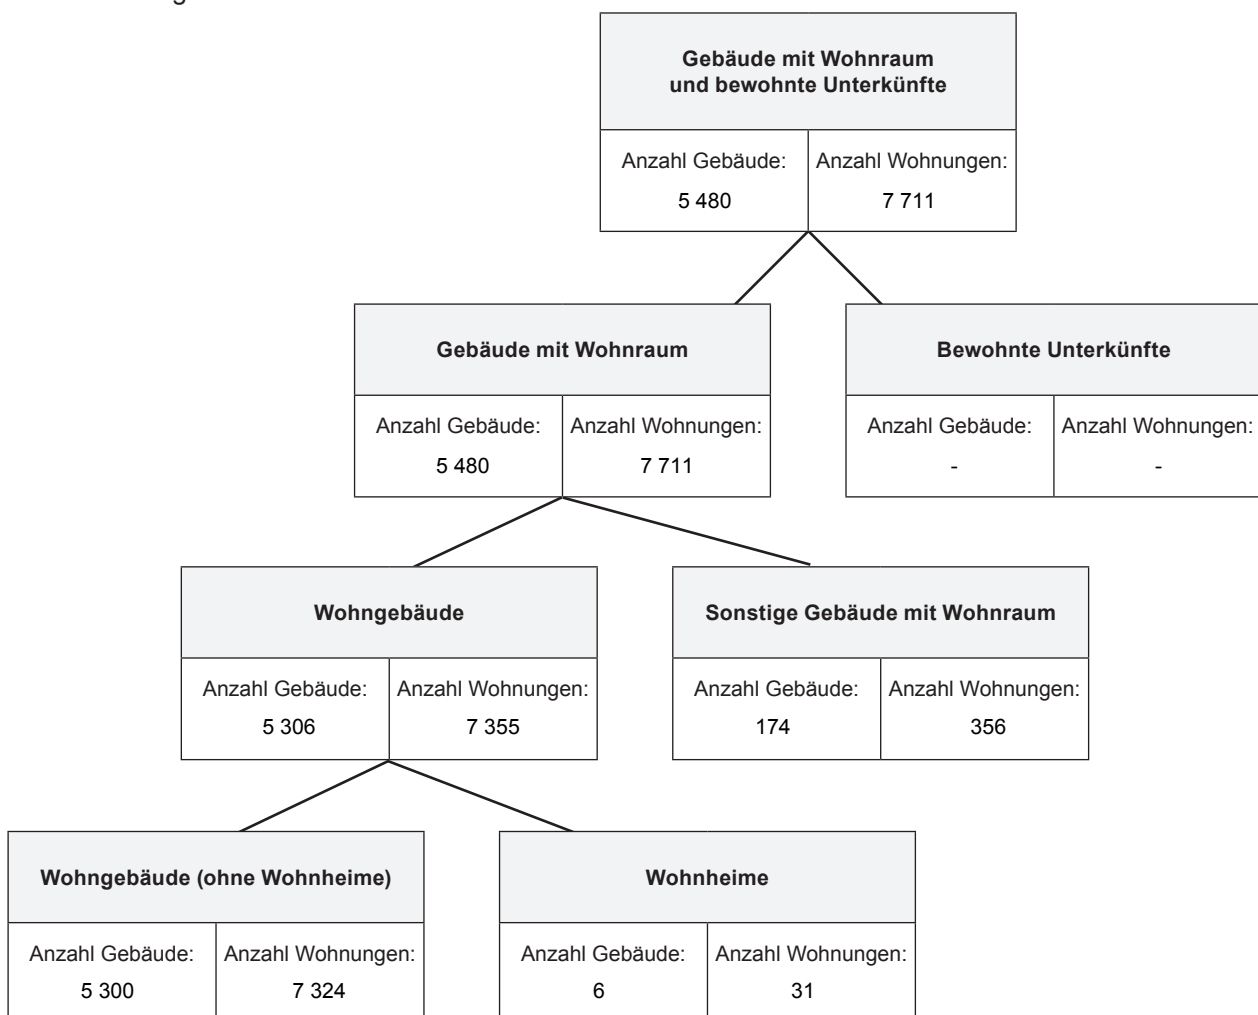 Gebäude mit Wohnraum
und bewohnte Unterkünfte
Anzahl Gebäude: Anzahl Wohnungen:
5 480 7 711
Gebäude mit Wohnraum
Anzahl Gebäude: Anzahl Wohnungen:
5 480 7 711
Bewohnte Unterkünfte
Anzahl Gebäude: Anzahl Wohnungen:
- -
Wohngebäude
Anzahl Gebäude: Anzahl Wohnungen:
5 306 7 355
Sonstige Gebäude mit Wohnraum
Anzahl Gebäude: Anzahl Wohnungen:
174 356
Wohngebäude (ohne Wohnheime)
Anzahl Gebäude: Anzahl Wohnungen:
5 300 7 324
Wohnheime
Anzahl Gebäude: Anzahl Wohnungen:
6 31